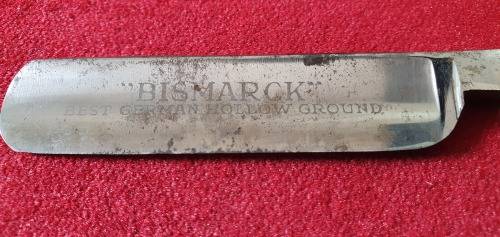 "BISMARCK"
BEST GERMAN HOLLOW GROUND